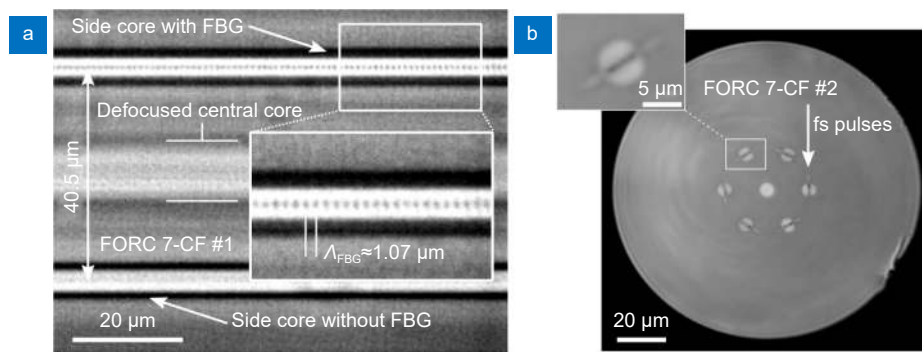 a
Side core with FBG
Defocused central core
40.5 μm
FORC 7-CF #1
ΛFBG≈1.07 μm
20 μm
Side core without FBG
b
5 μm
FORC 7-CF #2
fs pulses
20 μm